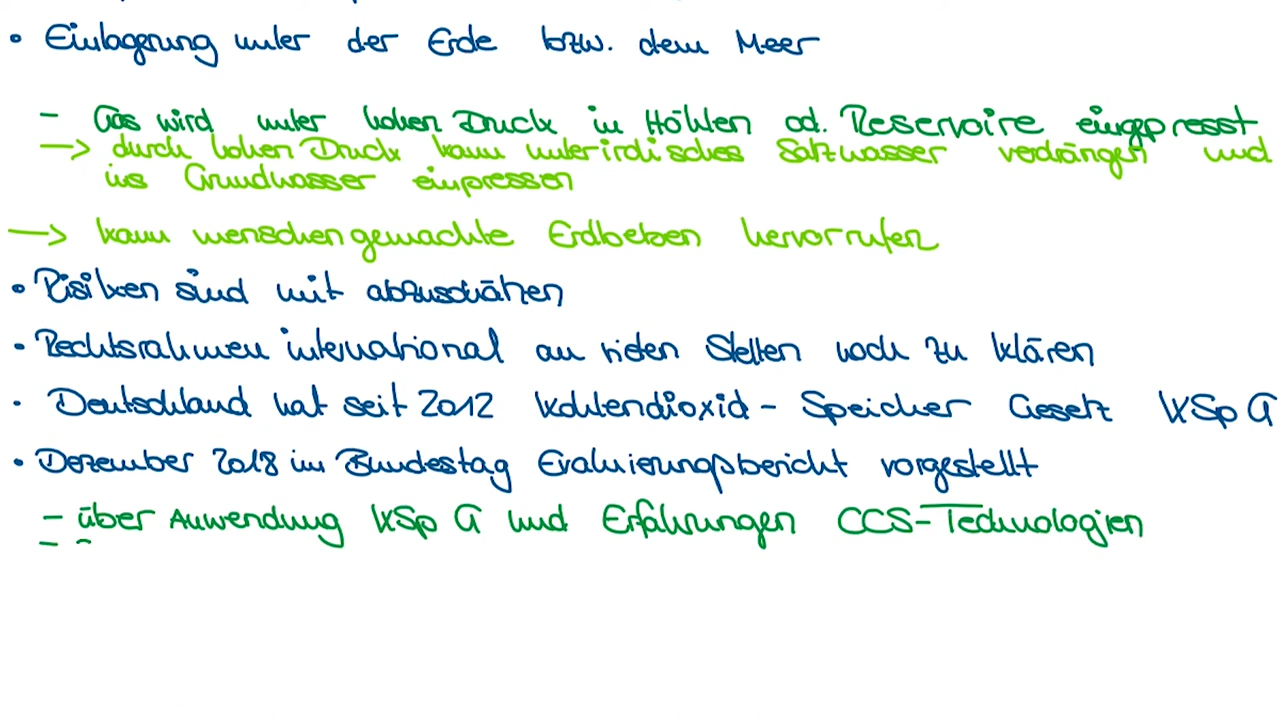 • Einlagerung unter der Erde bzw. dem Meer
- Gas wird unter hohen Druck in Höhlen od. Reservoire eingepresst
→ durch hohen Druck kann unterirdisches Salzwasser verdrängen und
ins Grundwasser einpressen
→ kann menschengemachte Erdbeben hervorrufen
• Risiken sind mit abzuschätzen
• Rechtsrahmen international an vielen Stellen noch zu klären
• Deutschland hat seit 2012 Kohlendioxid-Speicher Gesetz KSpG
• Dezember 2018 im Bundestag Evaluierungsbericht vorgestellt
- über Anwendung KSpG und Erfahrungen CCS-Technologien
-